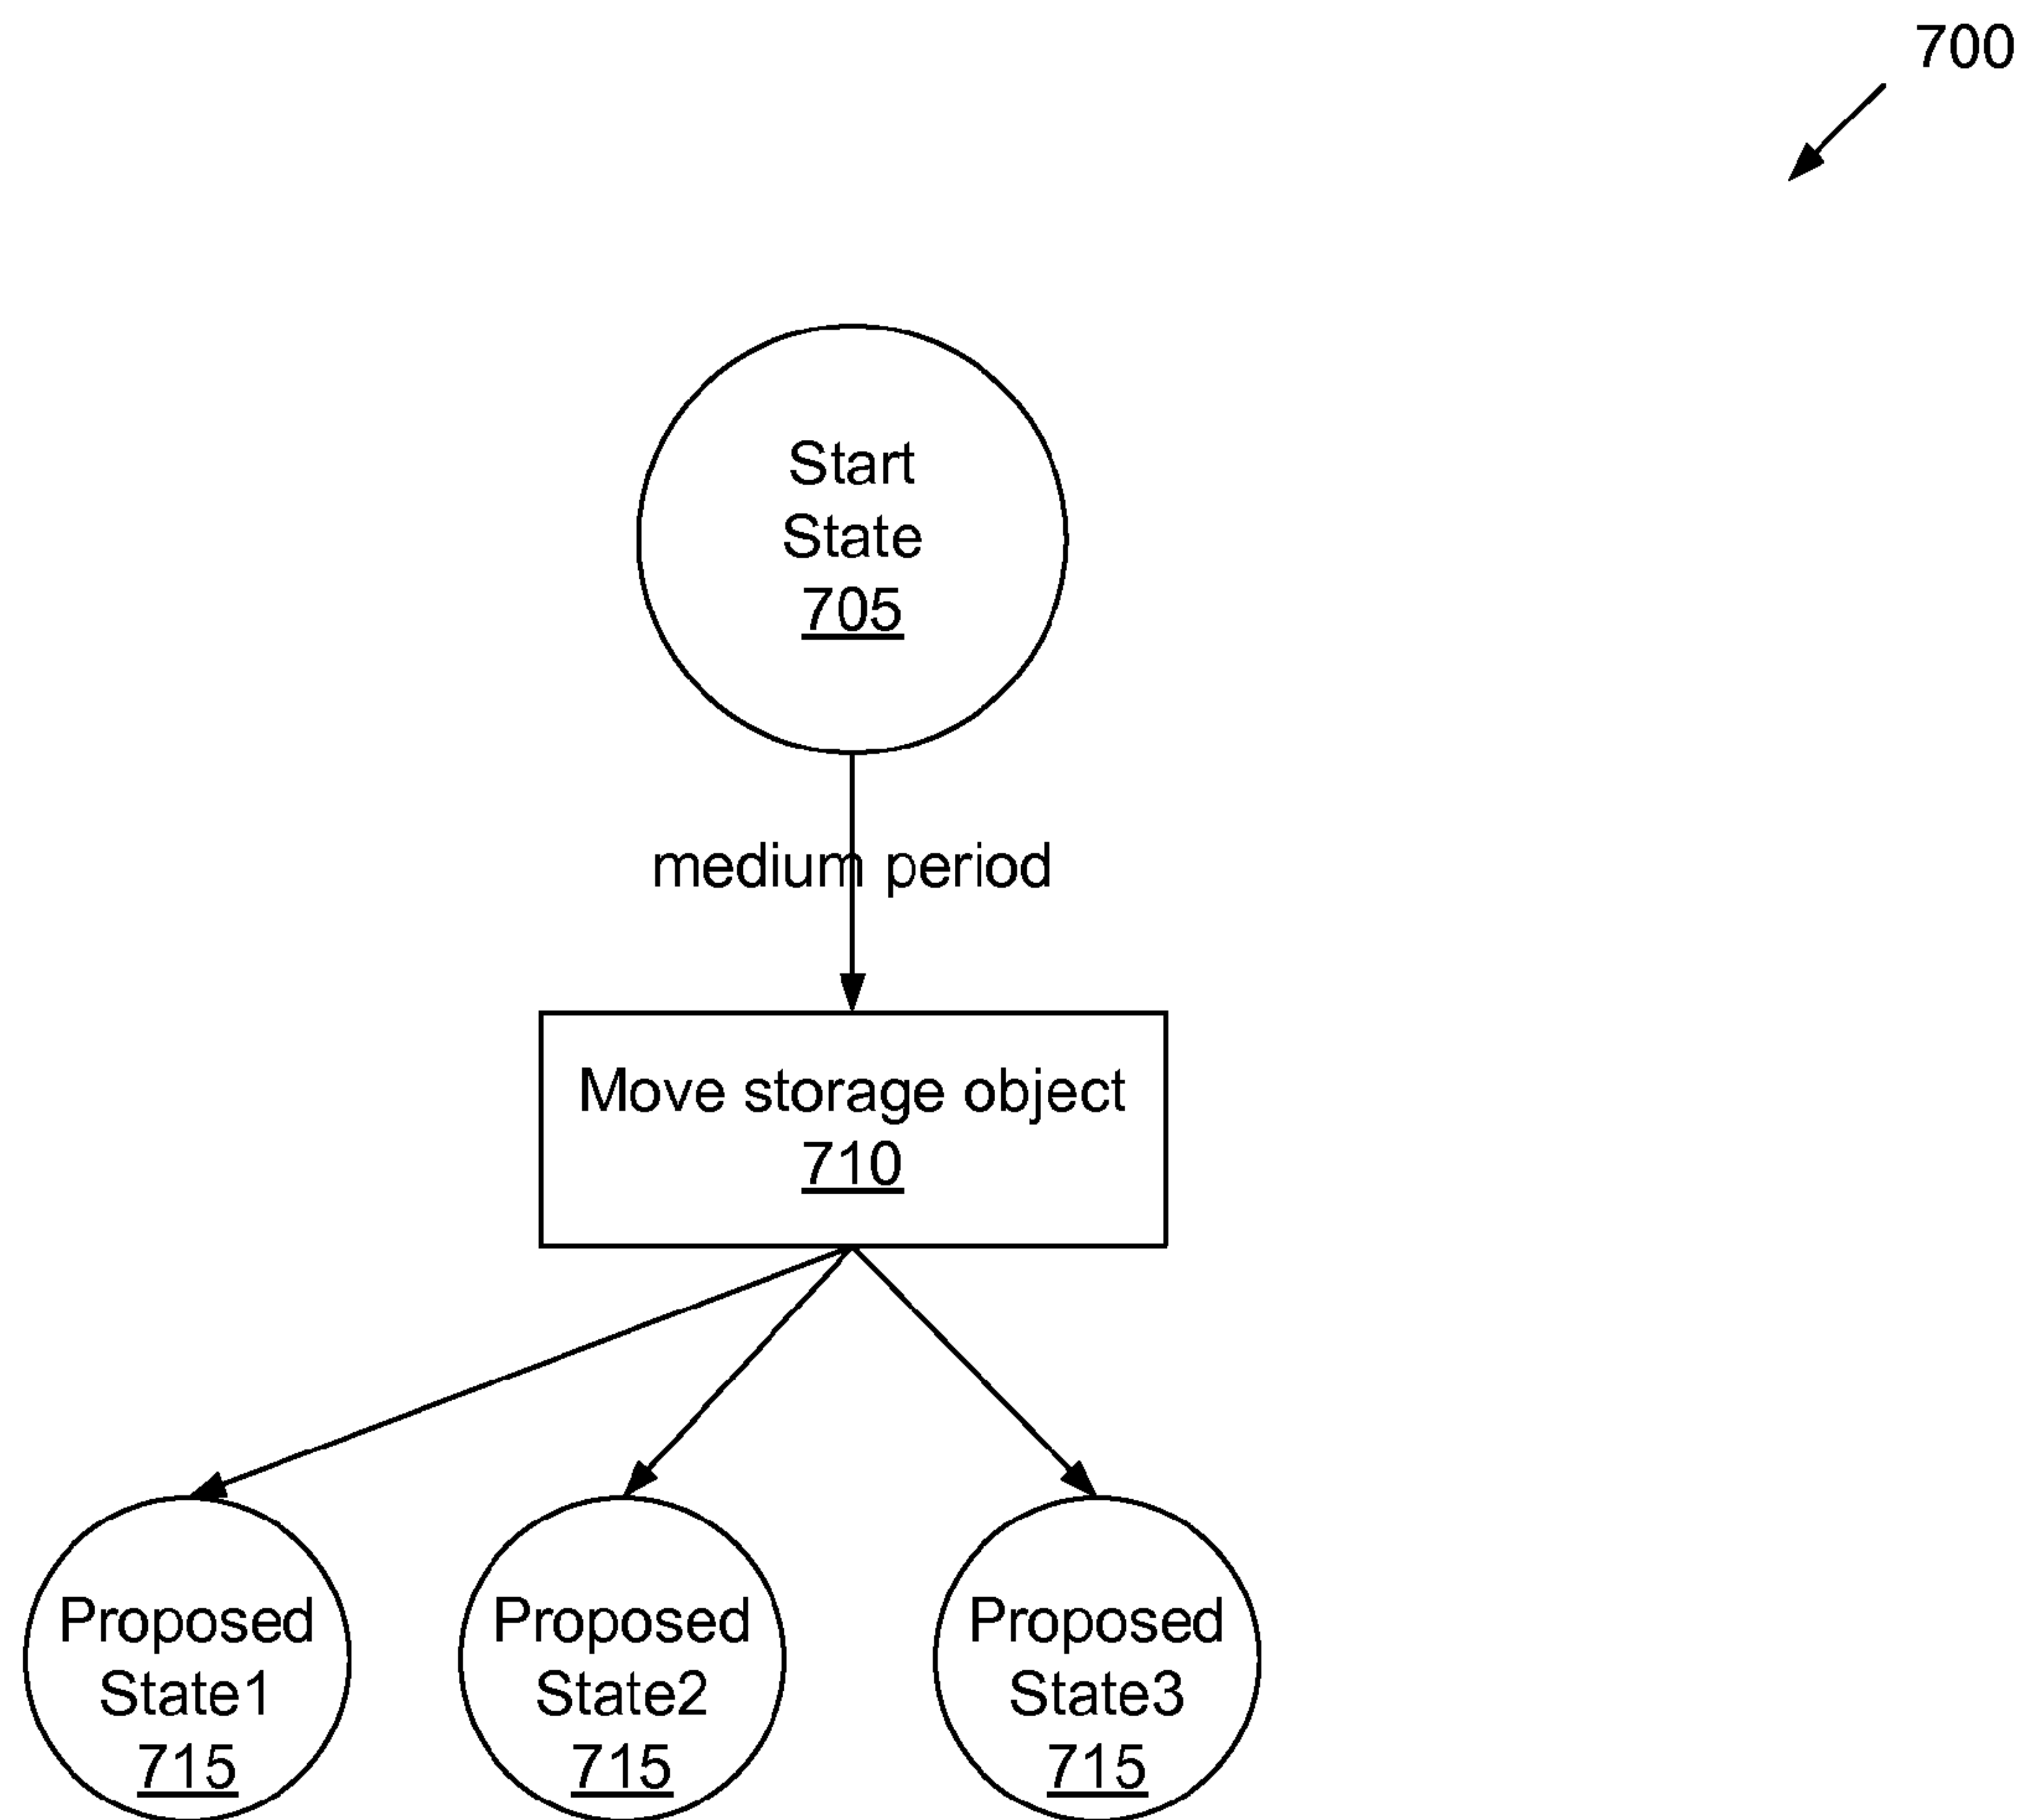 700
Start
State
705
medium period
Move storage object
710
Proposed
State1
715
Proposed
State2
715
Proposed
State3
715